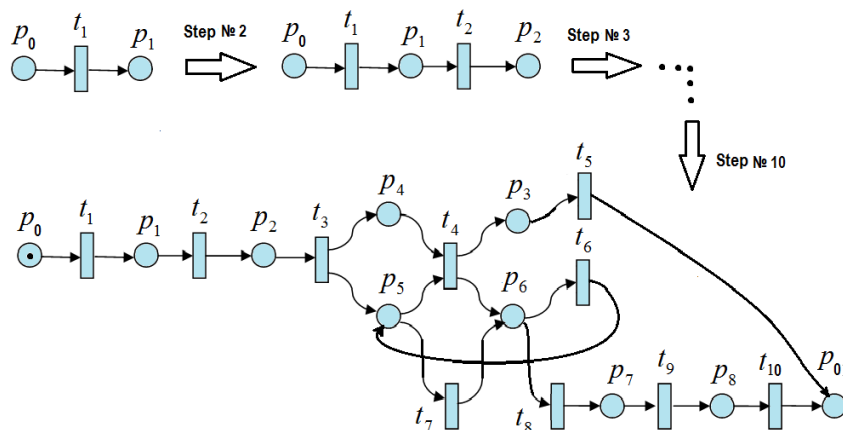 p0 t1 p1 Step № 2 p0 t1 p1 t2 p2 Step № 3
Step № 10
p0 t1 p1 t2 p2 t3 p4 t4 p3 t5
p5 p6 t6
t7 t8 p7 t9 p8 t10 p0